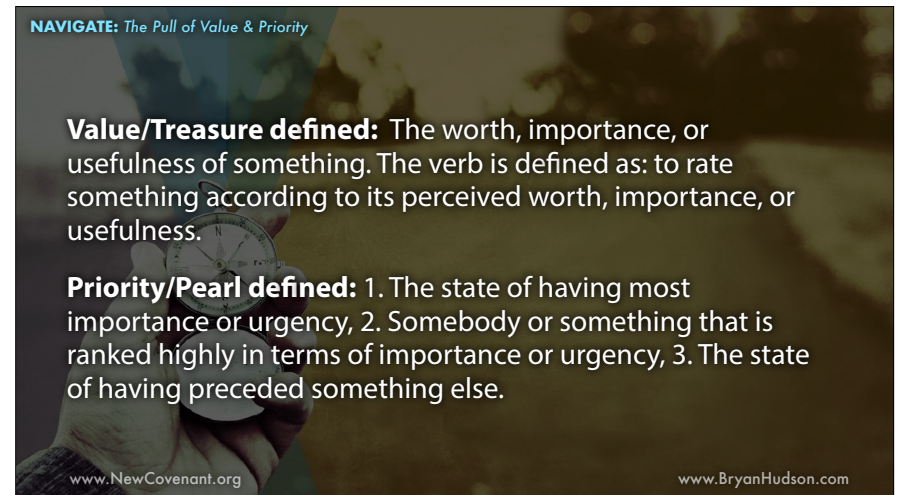 NAVIGATE: The Pull of Value & Priority
Value/Treasure defined: The worth, importance, or
usefulness of something. The verb is defined as: to rate
something according to its perceived worth, importance, or
usefulness.
Priority/Pearl defined: 1. The state of having most
importance or urgency, 2. Somebody or something that is
ranked highly in terms of importance or urgency, 3. The state
of having preceded something else.
www.NewCovenant.org
www.BryanHudson.com